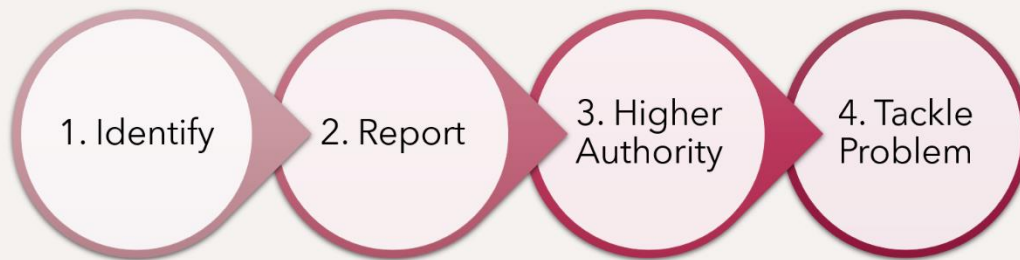 1. Identify
2. Report
3. Higher
Authority
4. Tackle
Problem